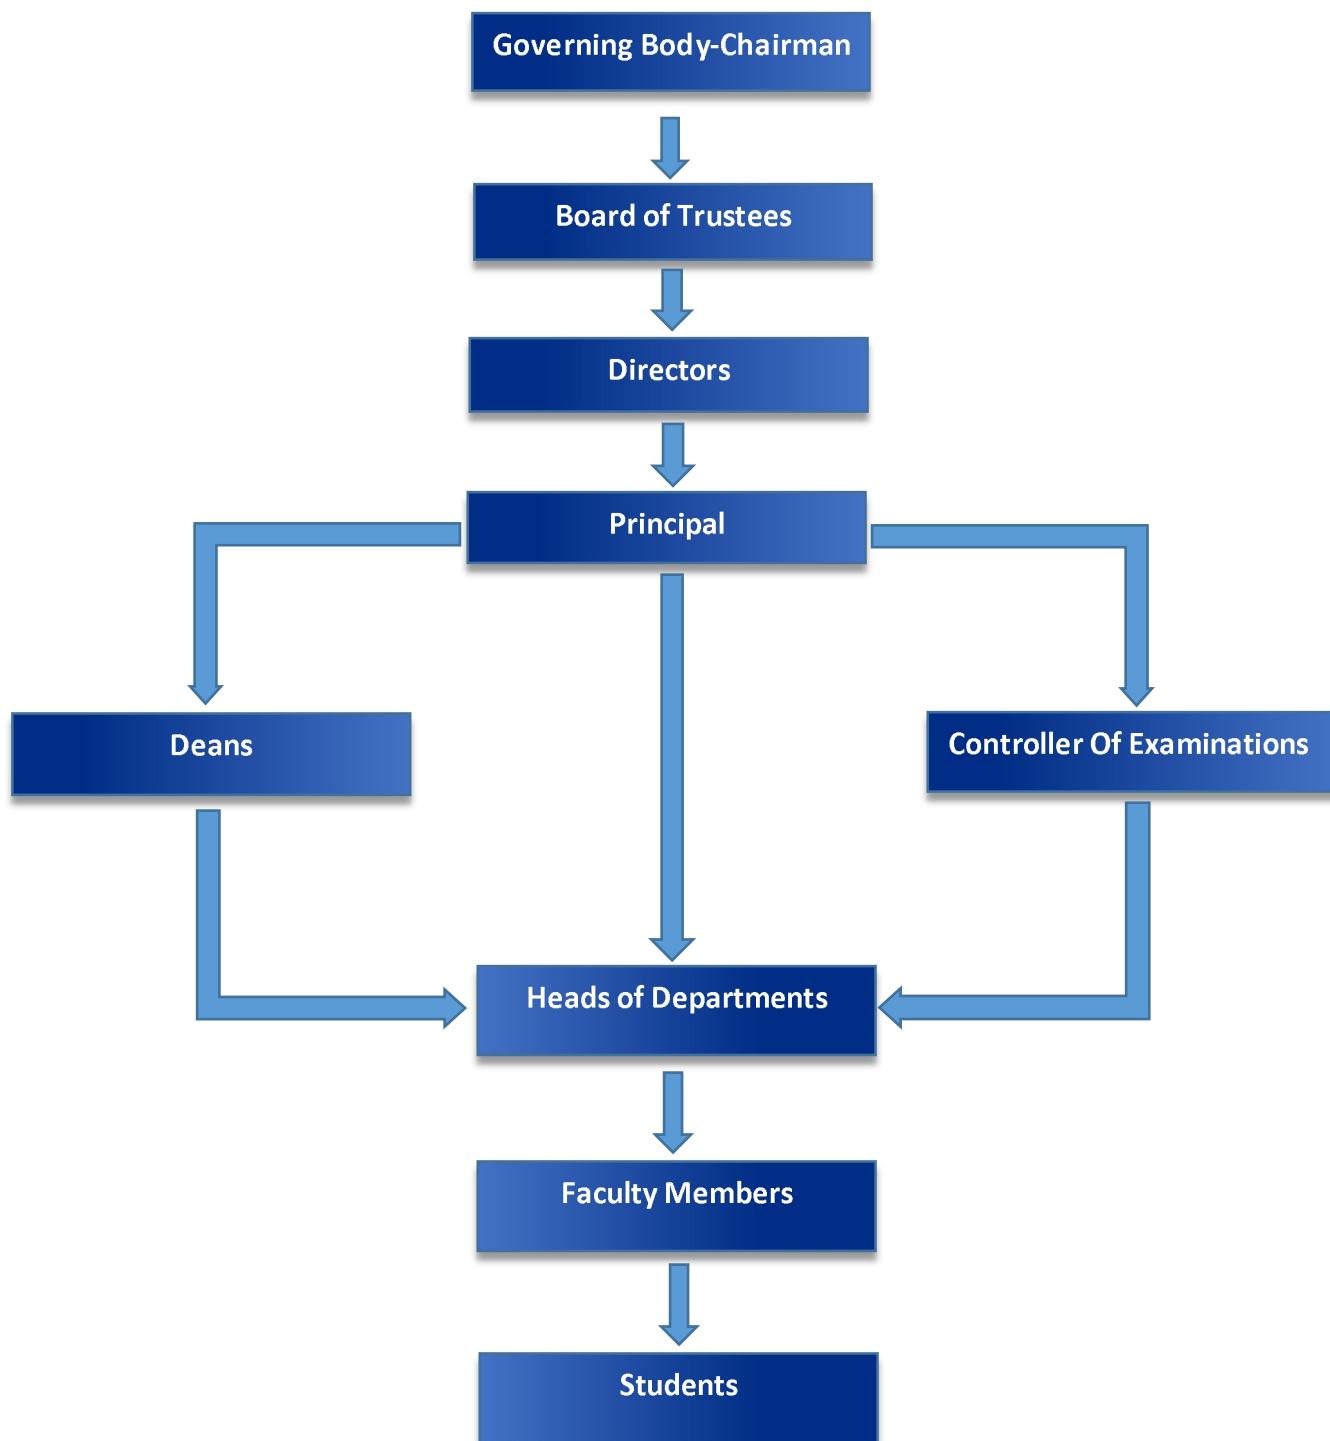 Governing Body-Chairman
Board of Trustees
Directors
Principal
Deans
Controller Of Examinations
Heads of Departments
Faculty Members
Students